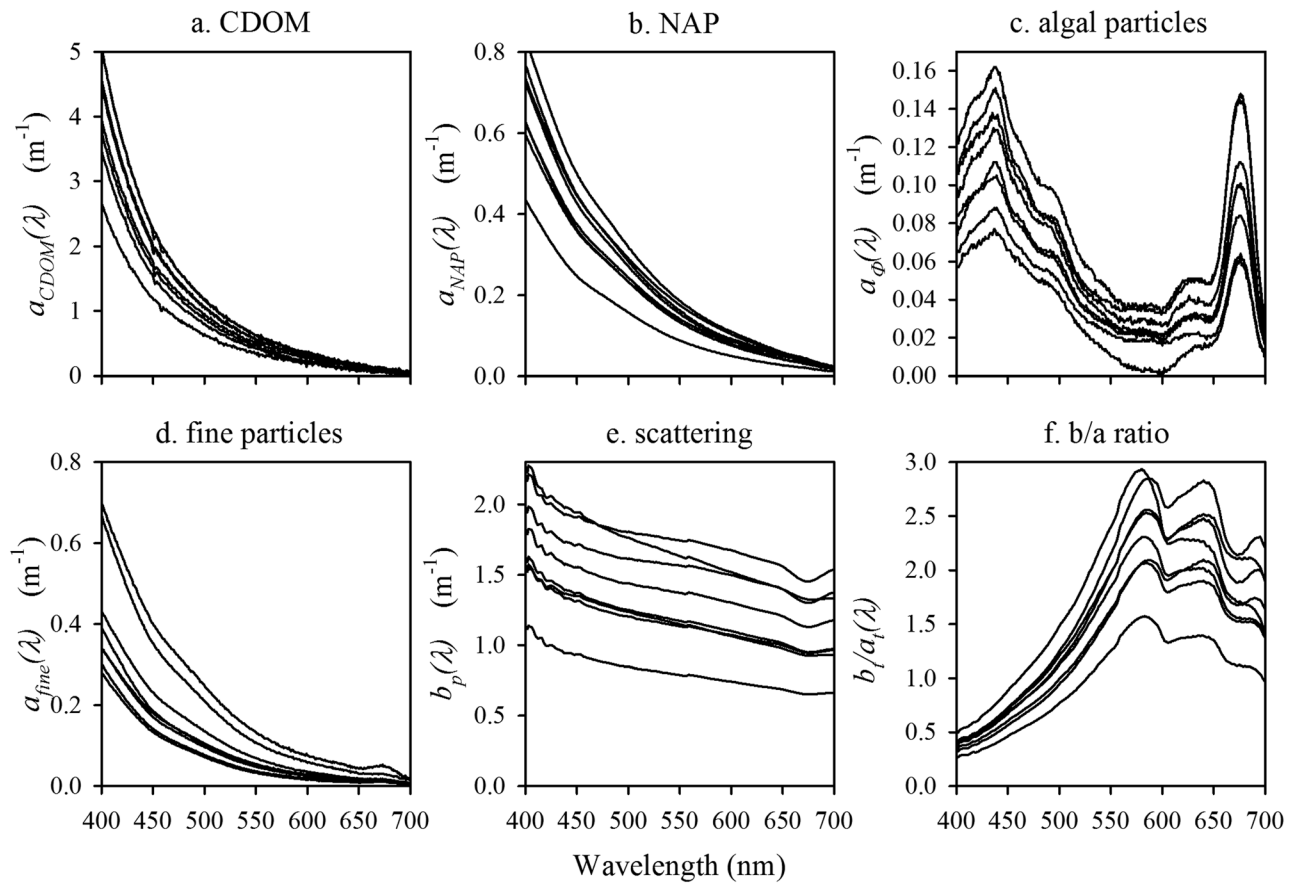 a. CDOM
b. NAP
c. algal particles
5
4
3
2
1
0
a_CDOM(λ) (m⁻¹)
0.8
0.6
0.4
0.2
0.0
a_NAP(λ) (m⁻¹)
0.16
0.14
0.12
0.10
0.08
0.06
0.04
0.02
0.00
a_Φ(λ) (m⁻¹)
d. fine particles
e. scattering
f. b/a ratio
0.8
0.6
0.4
0.2
0.0
a_fine(λ) (m⁻¹)
400 450 500 550 600 650 700
2.0
1.5
1.0
0.5
0.0
b_p(λ) (m⁻¹)
400 450 500 550 600 650 700
3.0
2.5
2.0
1.5
1.0
0.5
0.0
b_t/a_t(λ)
400 450 500 550 600 650 700
Wavelength (nm)